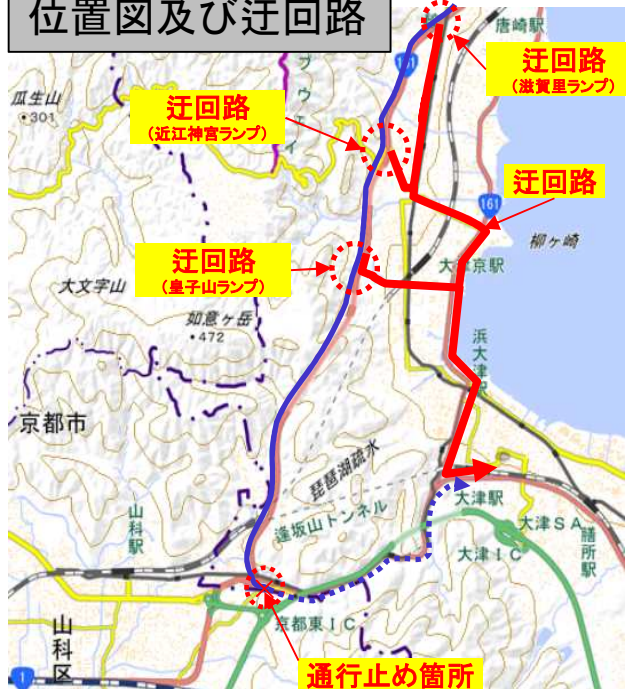 位置図及び迂回路
唐崎駅
161
迂回路
(滋賀里ランプ)
瓜生山
・301
迂回路
(近江神宮ランプ)
迂回路
161
柳ヶ崎
大津京駅
迂回路
(皇子山ランプ)
大文字山
如意ヶ岳
・472
浜大津駅
京都市
琵琶湖疏水
山科駅
逢坂山トンネル
大津駅
大津SA
大津IC
膳所駅
京都東IC
山科区
1
通行止め箇所